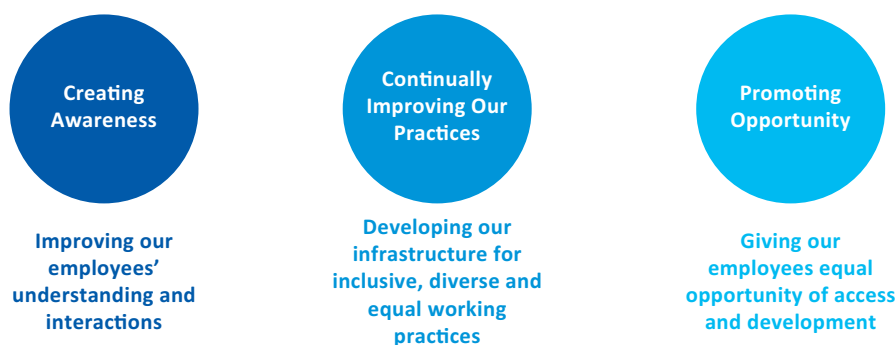 Creating
Awareness
Continually
Improving Our
Practices
Promoting
Opportunity
Improving our
employees’
understanding and
interactions
Developing our
infrastructure for
inclusive, diverse and
equal working
practices
Giving our
employees equal
opportunity of access
and development